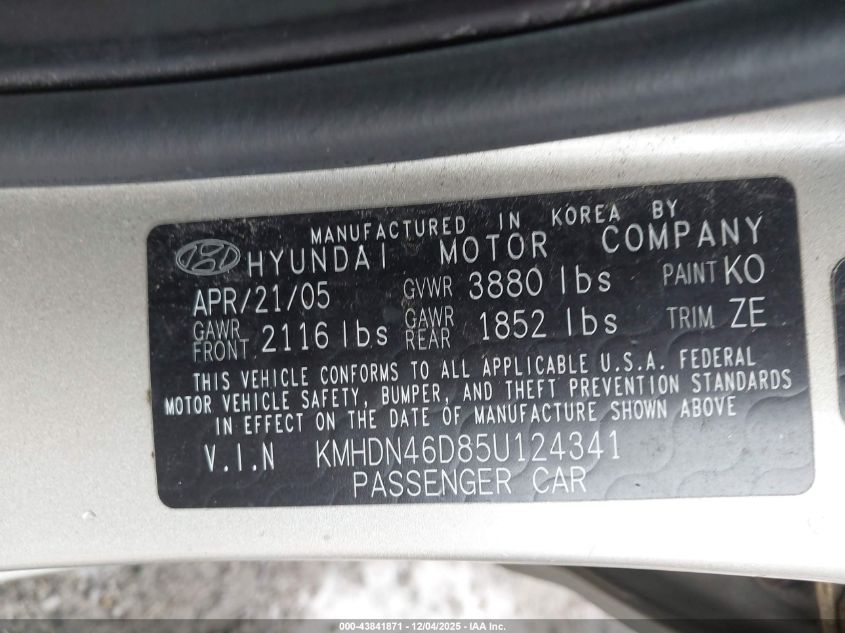 MANUFACTURED IN KOREA BY
HYUNDAI MOTOR COMPANY
APR/21/05 GVWR 3880 lbs PAINT KO
GAWR FRONT 2116 lbs GAWR REAR 1852 lbs TRIM ZE
THIS VEHICLE CONFORMS TO ALL APPLICABLE U.S.A. FEDERAL
MOTOR VEHICLE SAFETY, BUMPER, AND THEFT PREVENTION STANDARDS
IN EFFECT ON THE DATE OF MANUFACTURE SHOWN ABOVE
V.I.N KMHDN46D85U124341
PASSENGER CAR
000-43841871 - 12/04/2025 - IAA Inc.